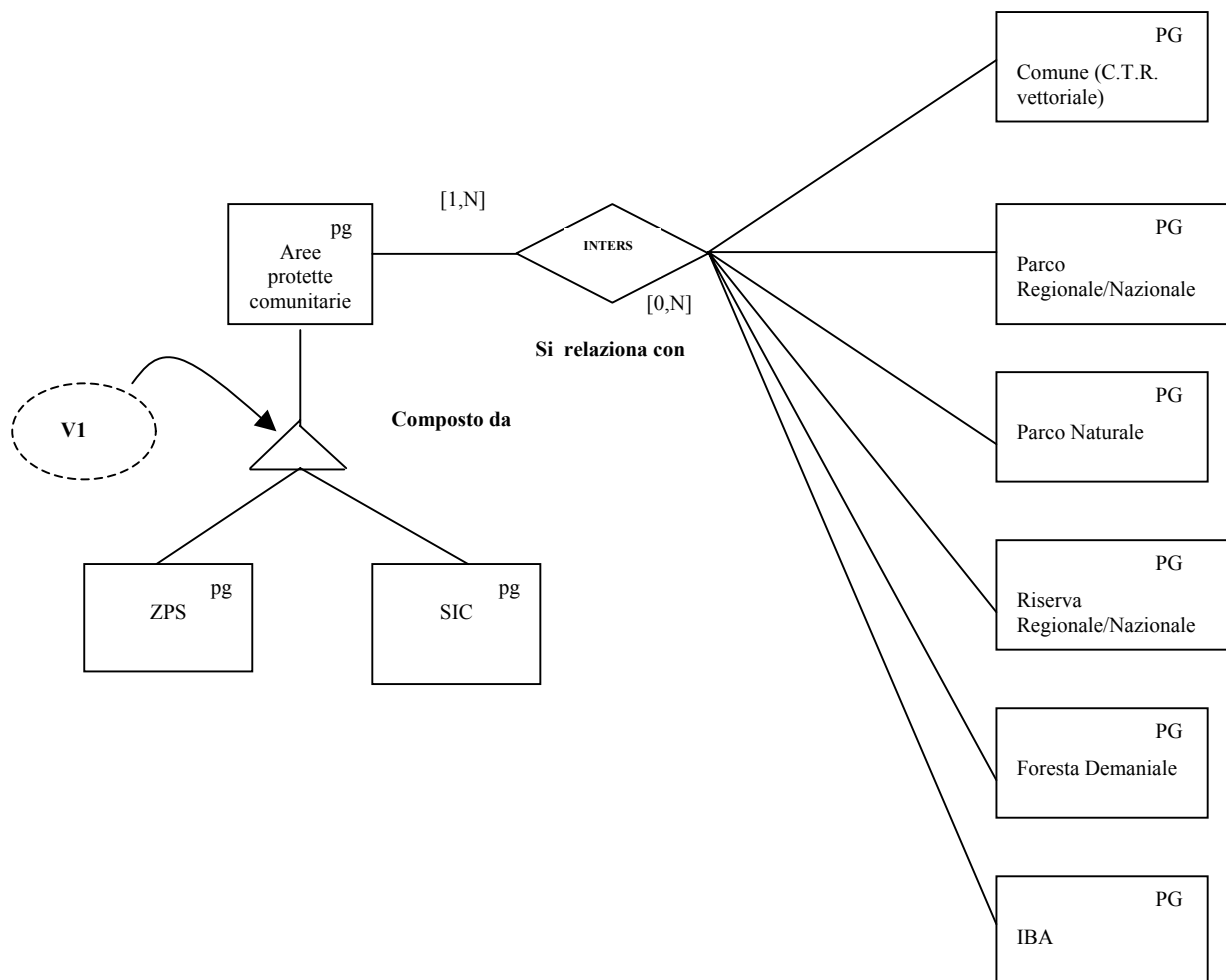 PG
Comune (C.T.R.
vettoriale)
[1,N]
pg
Aree
protette
comunitarie
INTERS
[0,N]
PG
Parco
Regionale/Nazionale
Si relaziona con
V1
Composto da
PG
Parco Naturale
pg
ZPS
pg
SIC
PG
Riserva
Regionale/Nazionale
PG
Foresta Demaniale
PG
IBA